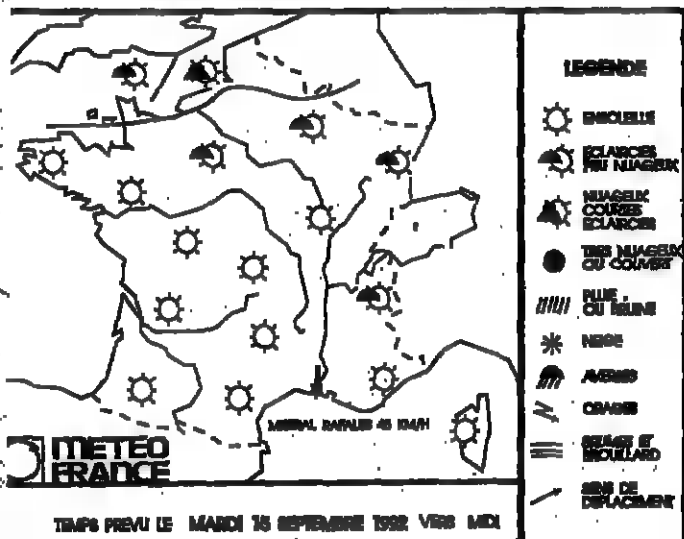 LEGENDE
ENSOLEILLE
ECLAIRCIES
PEU NUAGEUX
NUAGEUX
COURTES
ECLAIRCIES
TRES NUAGEUX
OU COUVERT
PLUIE
OU BRUINE
NEIGE
AVERSES
ORAGES
BRUMES ET
BROUILLARD
SENS DE
DEPLACEMENT
MISTRAL RAFALES 45 KM/H
METEO
FRANCE
TEMPS PREVU LE MARDI 15 SEPTEMBRE 1992 VERS MIDI